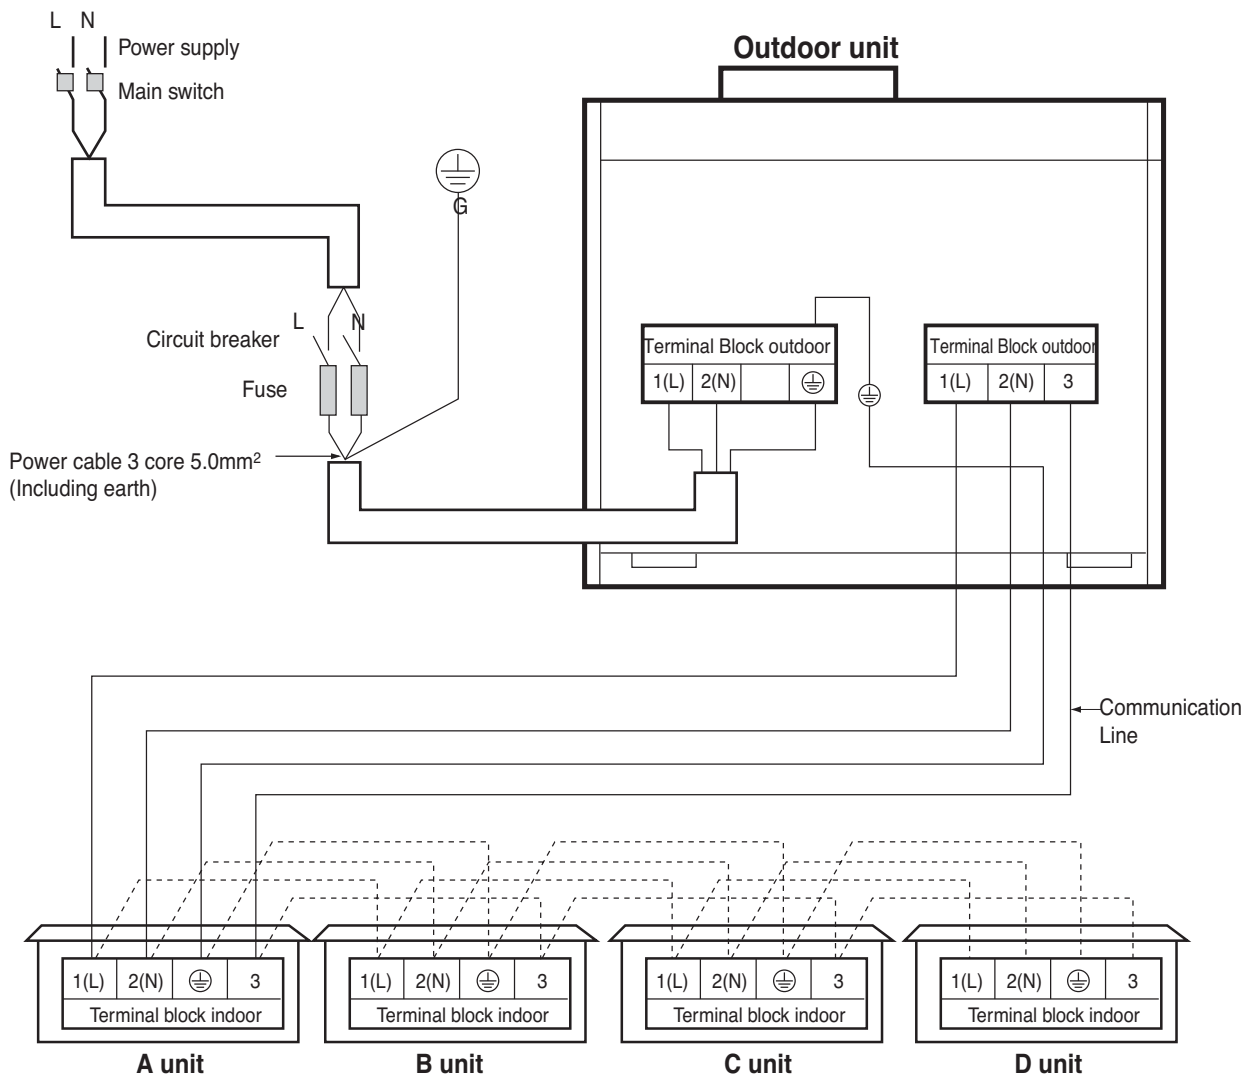 L N
Power supply
Main switch
Outdoor unit
G
L N
Circuit breaker
Fuse
Power cable 3 core 5.0mm²
(Including earth)
Terminal Block outdoor
1(L) 2(N)
Terminal Block outdoor
1(L) 2(N) 3
Communication
Line
1(L) 2(N) 3
Terminal block indoor
A unit
1(L) 2(N) 3
Terminal block indoor
B unit
1(L) 2(N) 3
Terminal block indoor
C unit
1(L) 2(N) 3
Terminal block indoor
D unit